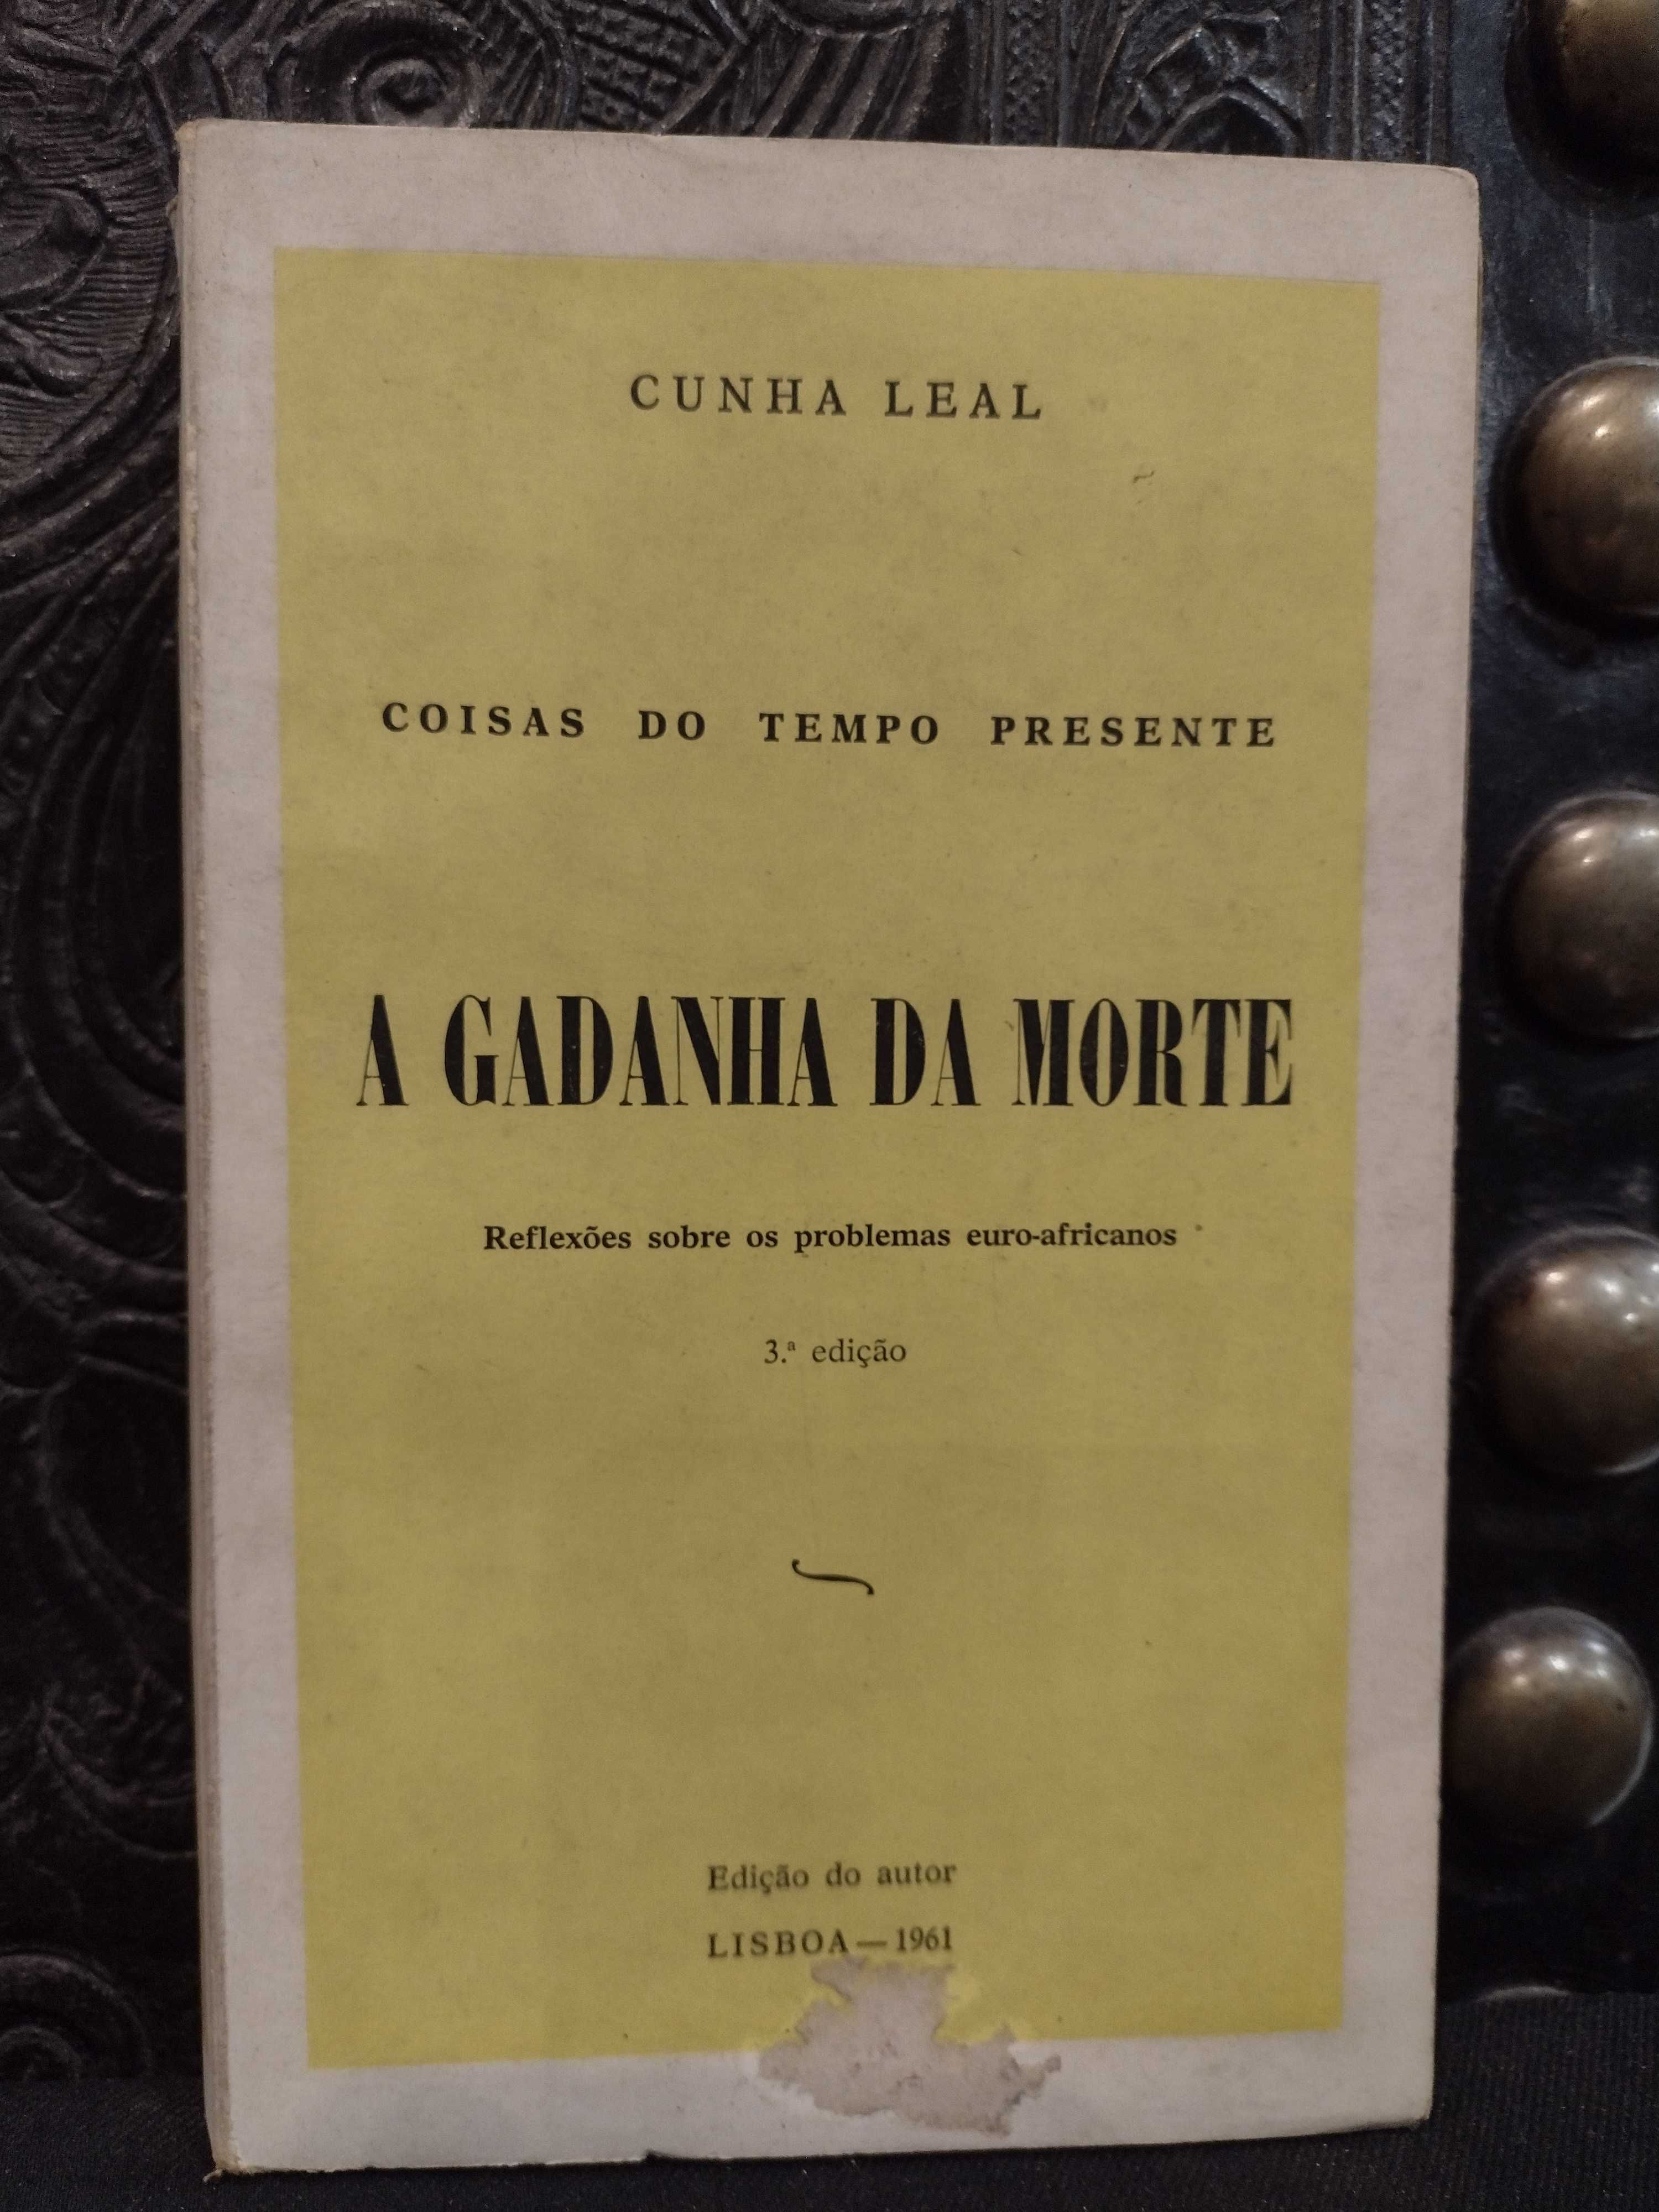 CUNHA LEAL
COISAS DO TEMPO PRESENTE
A GADANHA DA MORTE
Reflexões sobre os problemas euro-africanos
3.ª edição
Edição do autor
LISBOA — 1961